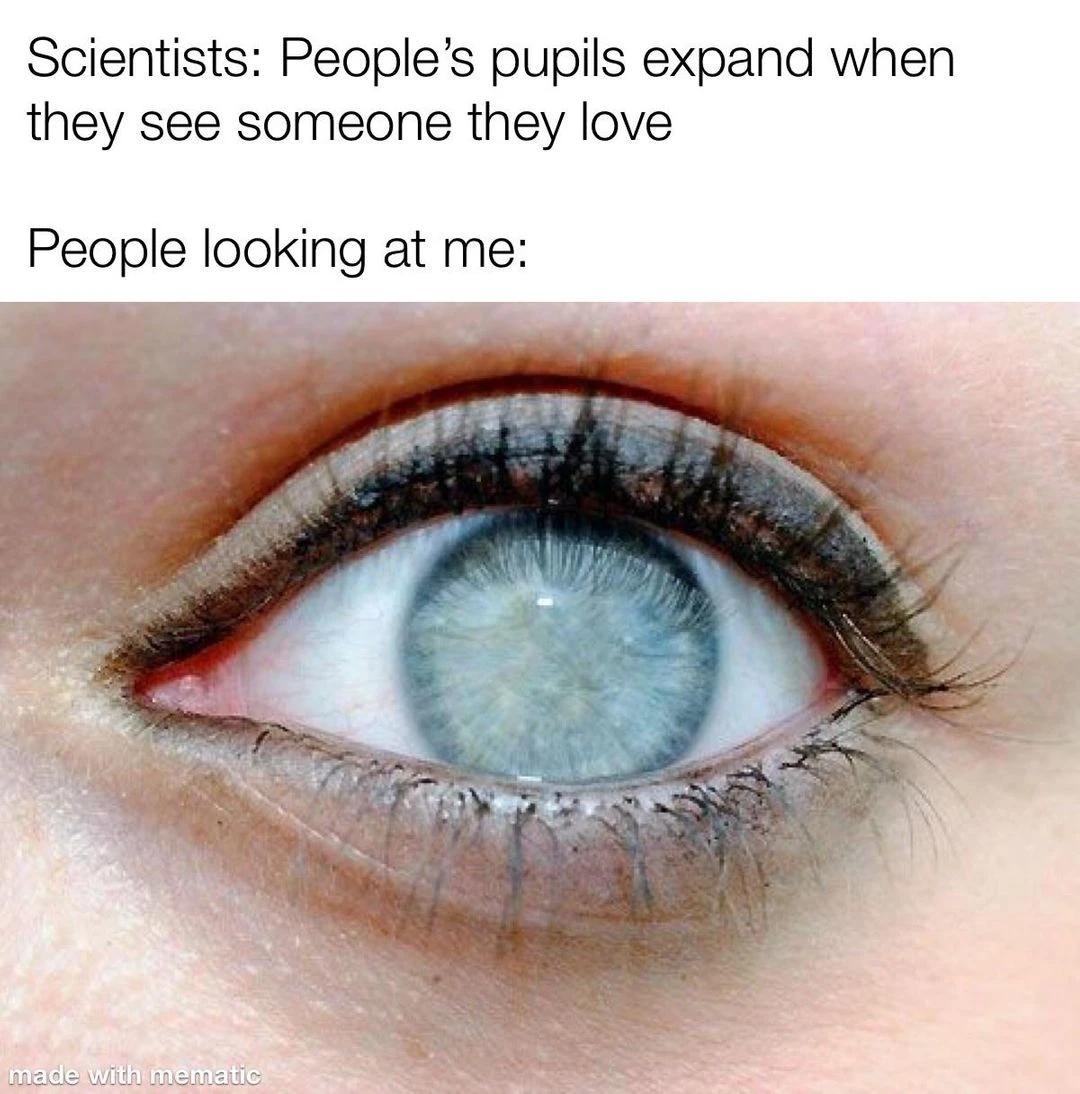 Scientists: People’s pupils expand when
they see someone they love
People looking at me:
made with mematic